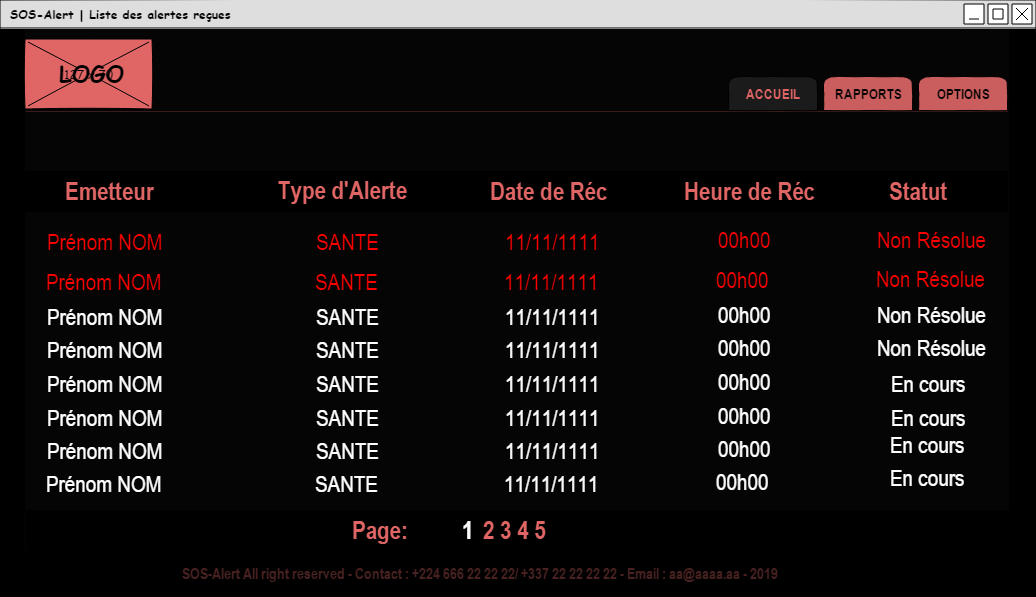 SOS-Alert | Liste des alertes reçues
LOGO
ACCUEIL RAPPORTS OPTIONS
Emetteur Type d'Alerte Date de Réc Heure de Réc Statut
Prénom NOM SANTE 11/11/1111 00h00 Non Résolue
Prénom NOM SANTE 11/11/1111 00h00 Non Résolue
Prénom NOM SANTE 11/11/1111 00h00 Non Résolue
Prénom NOM SANTE 11/11/1111 00h00 Non Résolue
Prénom NOM SANTE 11/11/1111 00h00 En cours
Prénom NOM SANTE 11/11/1111 00h00 En cours
Prénom NOM SANTE 11/11/1111 00h00 En cours
Prénom NOM SANTE 11/11/1111 00h00 En cours
Page: 1 2 3 4 5
SOS-Alert All right reserved - Contact : +224 666 22 22 22/ +337 22 22 22 22 - Email : aa@aaaa.aa - 2019